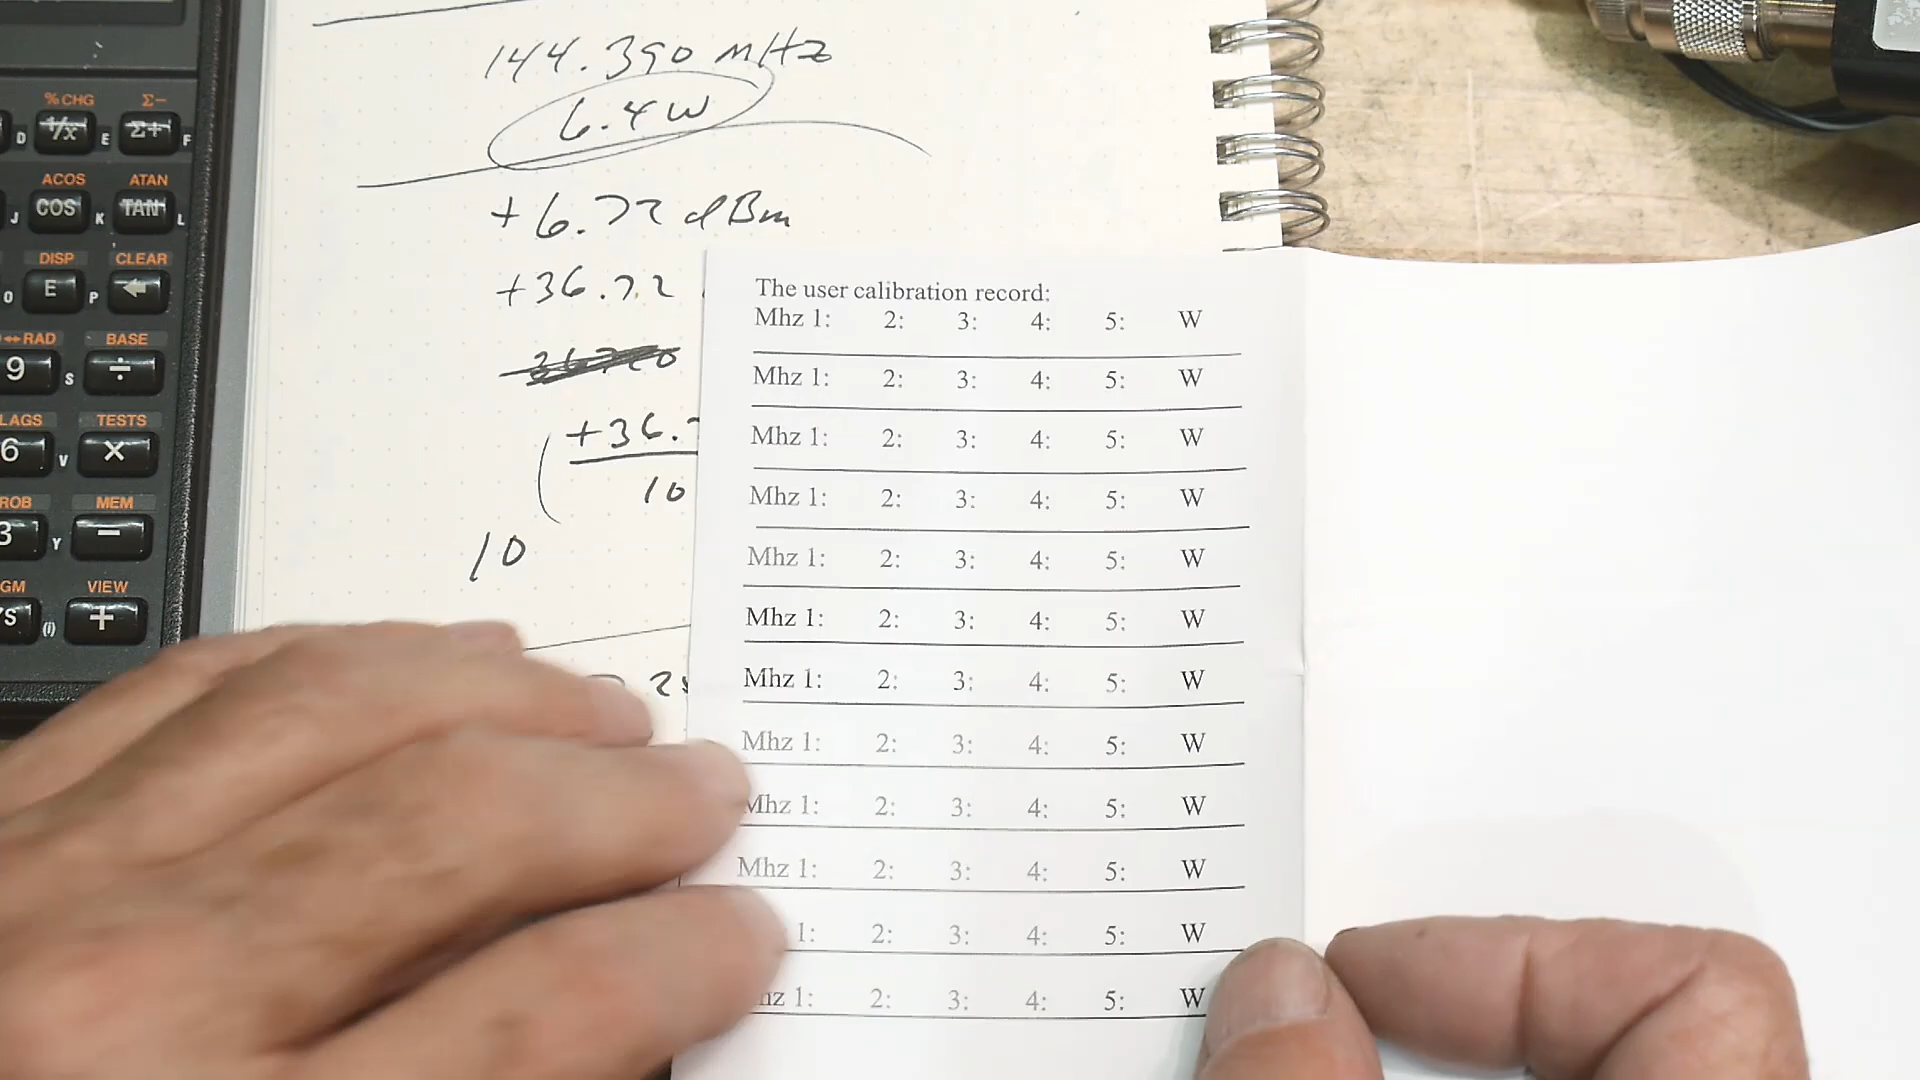 % CHG Σ−
D 1/x E Σ+ F
ACOS ATAN
J COS K TAN L
DISP CLEAR
O E P ←
↔RAD BASE
9 S ÷
LAGS TESTS
6 V ×
ROB MEM
3 Y −
GM VIEW
/S (i) +
144.390 MHz
6.4W
+6.72 dBm
+36.72
+36.7
10
10
The user calibration record:
Mhz 1: 2: 3: 4: 5: W
Mhz 1: 2: 3: 4: 5: W
Mhz 1: 2: 3: 4: 5: W
Mhz 1: 2: 3: 4: 5: W
Mhz 1: 2: 3: 4: 5: W
Mhz 1: 2: 3: 4: 5: W
Mhz 1: 2: 3: 4: 5: W
Mhz 1: 2: 3: 4: 5: W
Mhz 1: 2: 3: 4: 5: W
Mhz 1: 2: 3: 4: 5: W
1: 2: 3: 4: 5: W
hz 1: 2: 3: 4: 5: W